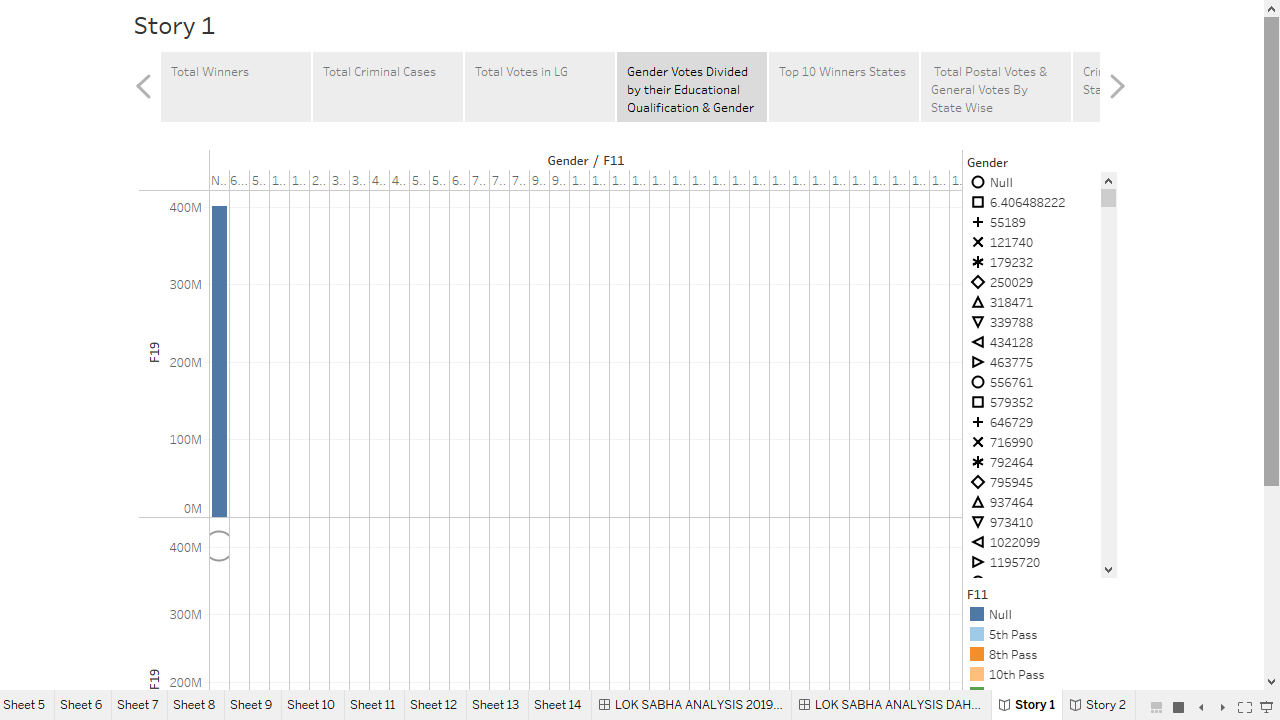 Story 1
Total Winners
Total Criminal Cases
Total Votes in LG
Gender Votes Divided
by their Educational
Qualification & Gender
Top 10 Winners States
Total Postal Votes &
General Votes By
State Wise
Cri
Sta
Gender / F11
N.. 6.. 5.. 1.. 1.. 2.. 3.. 3.. 4.. 4.. 5.. 5.. 6.. 7.. 7.. 7.. 9.. 9.. 1.. 1.. 1.. 1.. 1.. 1.. 1.. 1.. 1.. 1.. 1.. 1.. 1.. 1.. 1.. 1.. 1.. 1.. 1.. 1.
400M
300M
200M
100M
0M
F19
400M
300M
200M
F19
Gender
Null
6.406488222
55189
121740
179232
250029
318471
339788
434128
463775
556761
579352
646729
716990
792464
795945
937464
973410
1022099
1195720
F11
Null
5th Pass
8th Pass
10th Pass
Sheet 5
Sheet 6
Sheet 7
Sheet 8
Sheet 9
Sheet 10
Sheet 11
Sheet 12
Sheet 13
Sheet 14
LOK SABHA ANALYSIS 2019...
LOK SABHA ANALYSIS DAH...
Story 1
Story 2